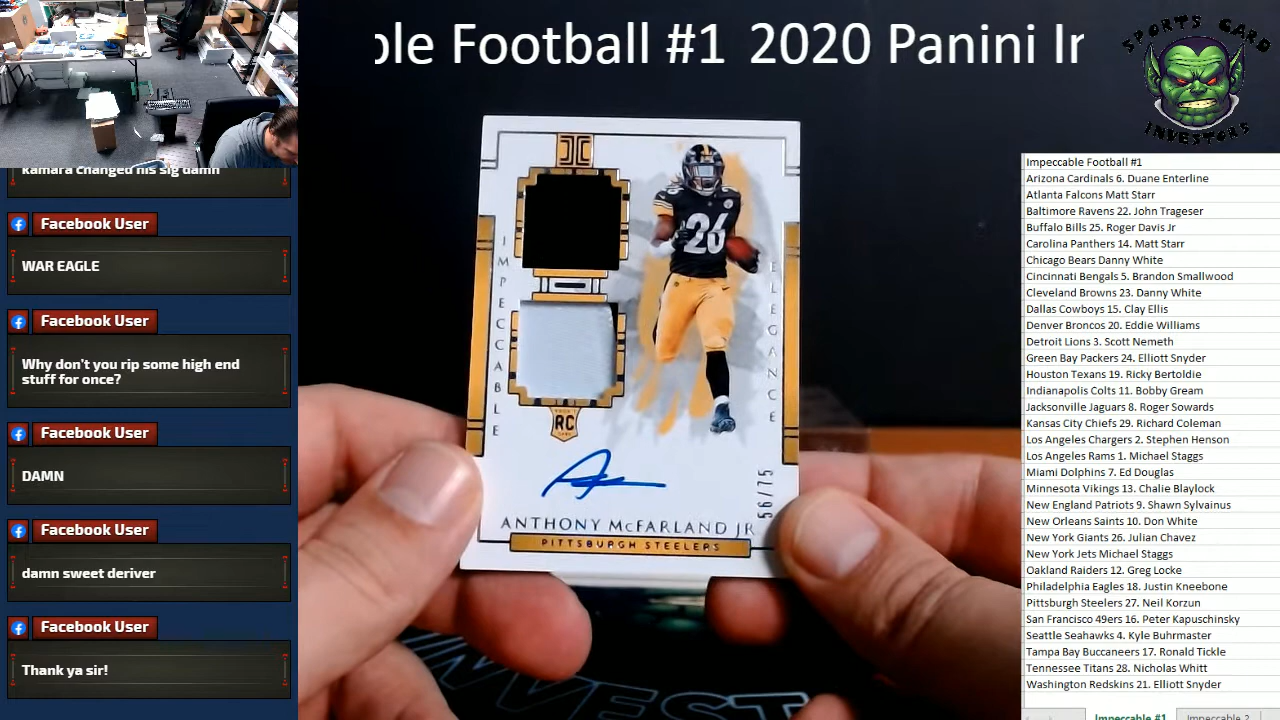 ble Football #1 2020 Panini Ir
SPORTS CARD
INVESTORS
kamara changed his sig damn
Facebook User
WAR EAGLE
Facebook User
Why don't you rip some high end
stuff for once?
Facebook User
DAMN
Facebook User
damn sweet deriver
Facebook User
Thank ya sir!
26
IMPECCABLE
ELEGANCE
RC
56/75
ANTHONY McFARLAND JR
PITTSBURGH STEELERS
INVEST
Impeccable Football #1
Arizona Cardinals 6. Duane Enterline
Atlanta Falcons Matt Starr
Baltimore Ravens 22. John Trageser
Buffalo Bills 25. Roger Davis Jr
Carolina Panthers 14. Matt Starr
Chicago Bears Danny White
Cincinnati Bengals 5. Brandon Smallwood
Cleveland Browns 23. Danny White
Dallas Cowboys 15. Clay Ellis
Denver Broncos 20. Eddie Williams
Detroit Lions 3. Scott Nemeth
Green Bay Packers 24. Elliott Snyder
Houston Texans 19. Ricky Bertoldie
Indianapolis Colts 11. Bobby Gream
Jacksonville Jaguars 8. Roger Sowards
Kansas City Chiefs 29. Richard Coleman
Los Angeles Chargers 2. Stephen Henson
Los Angeles Rams 1. Michael Staggs
Miami Dolphins 7. Ed Douglas
Minnesota Vikings 13. Chalie Blaylock
New England Patriots 9. Shawn Sylvainus
New Orleans Saints 10. Don White
New York Giants 26. Julian Chavez
New York Jets Michael Staggs
Oakland Raiders 12. Greg Locke
Philadelphia Eagles 18. Justin Kneebone
Pittsburgh Steelers 27. Neil Korzun
San Francisco 49ers 16. Peter Kapuschinsky
Seattle Seahawks 4. Kyle Buhrmaster
Tampa Bay Buccaneers 17. Ronald Tickle
Tennessee Titans 28. Nicholas Whitt
Washington Redskins 21. Elliott Snyder
Impeccable #1 Impeccable 2